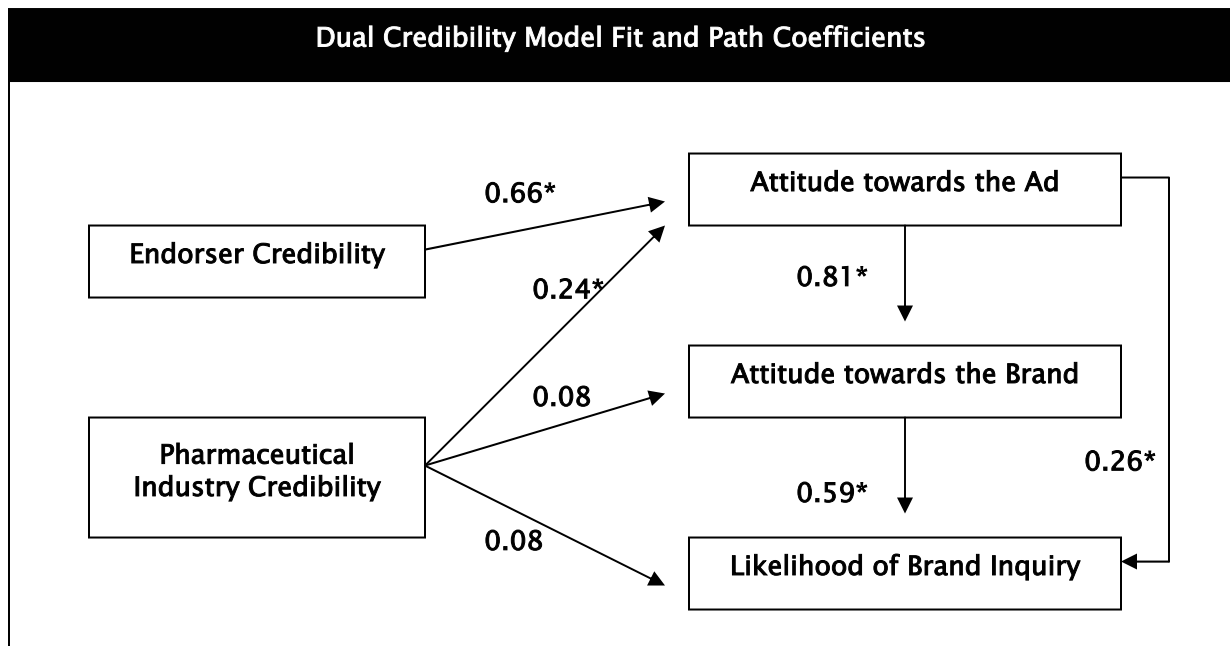 Dual Credibility Model Fit and Path Coefficients
Attitude towards the Ad
0.66*
Endorser Credibility
0.24*
0.81*
Attitude towards the Brand
0.08
Pharmaceutical
Industry Credibility
0.26*
0.59*
0.08
Likelihood of Brand Inquiry